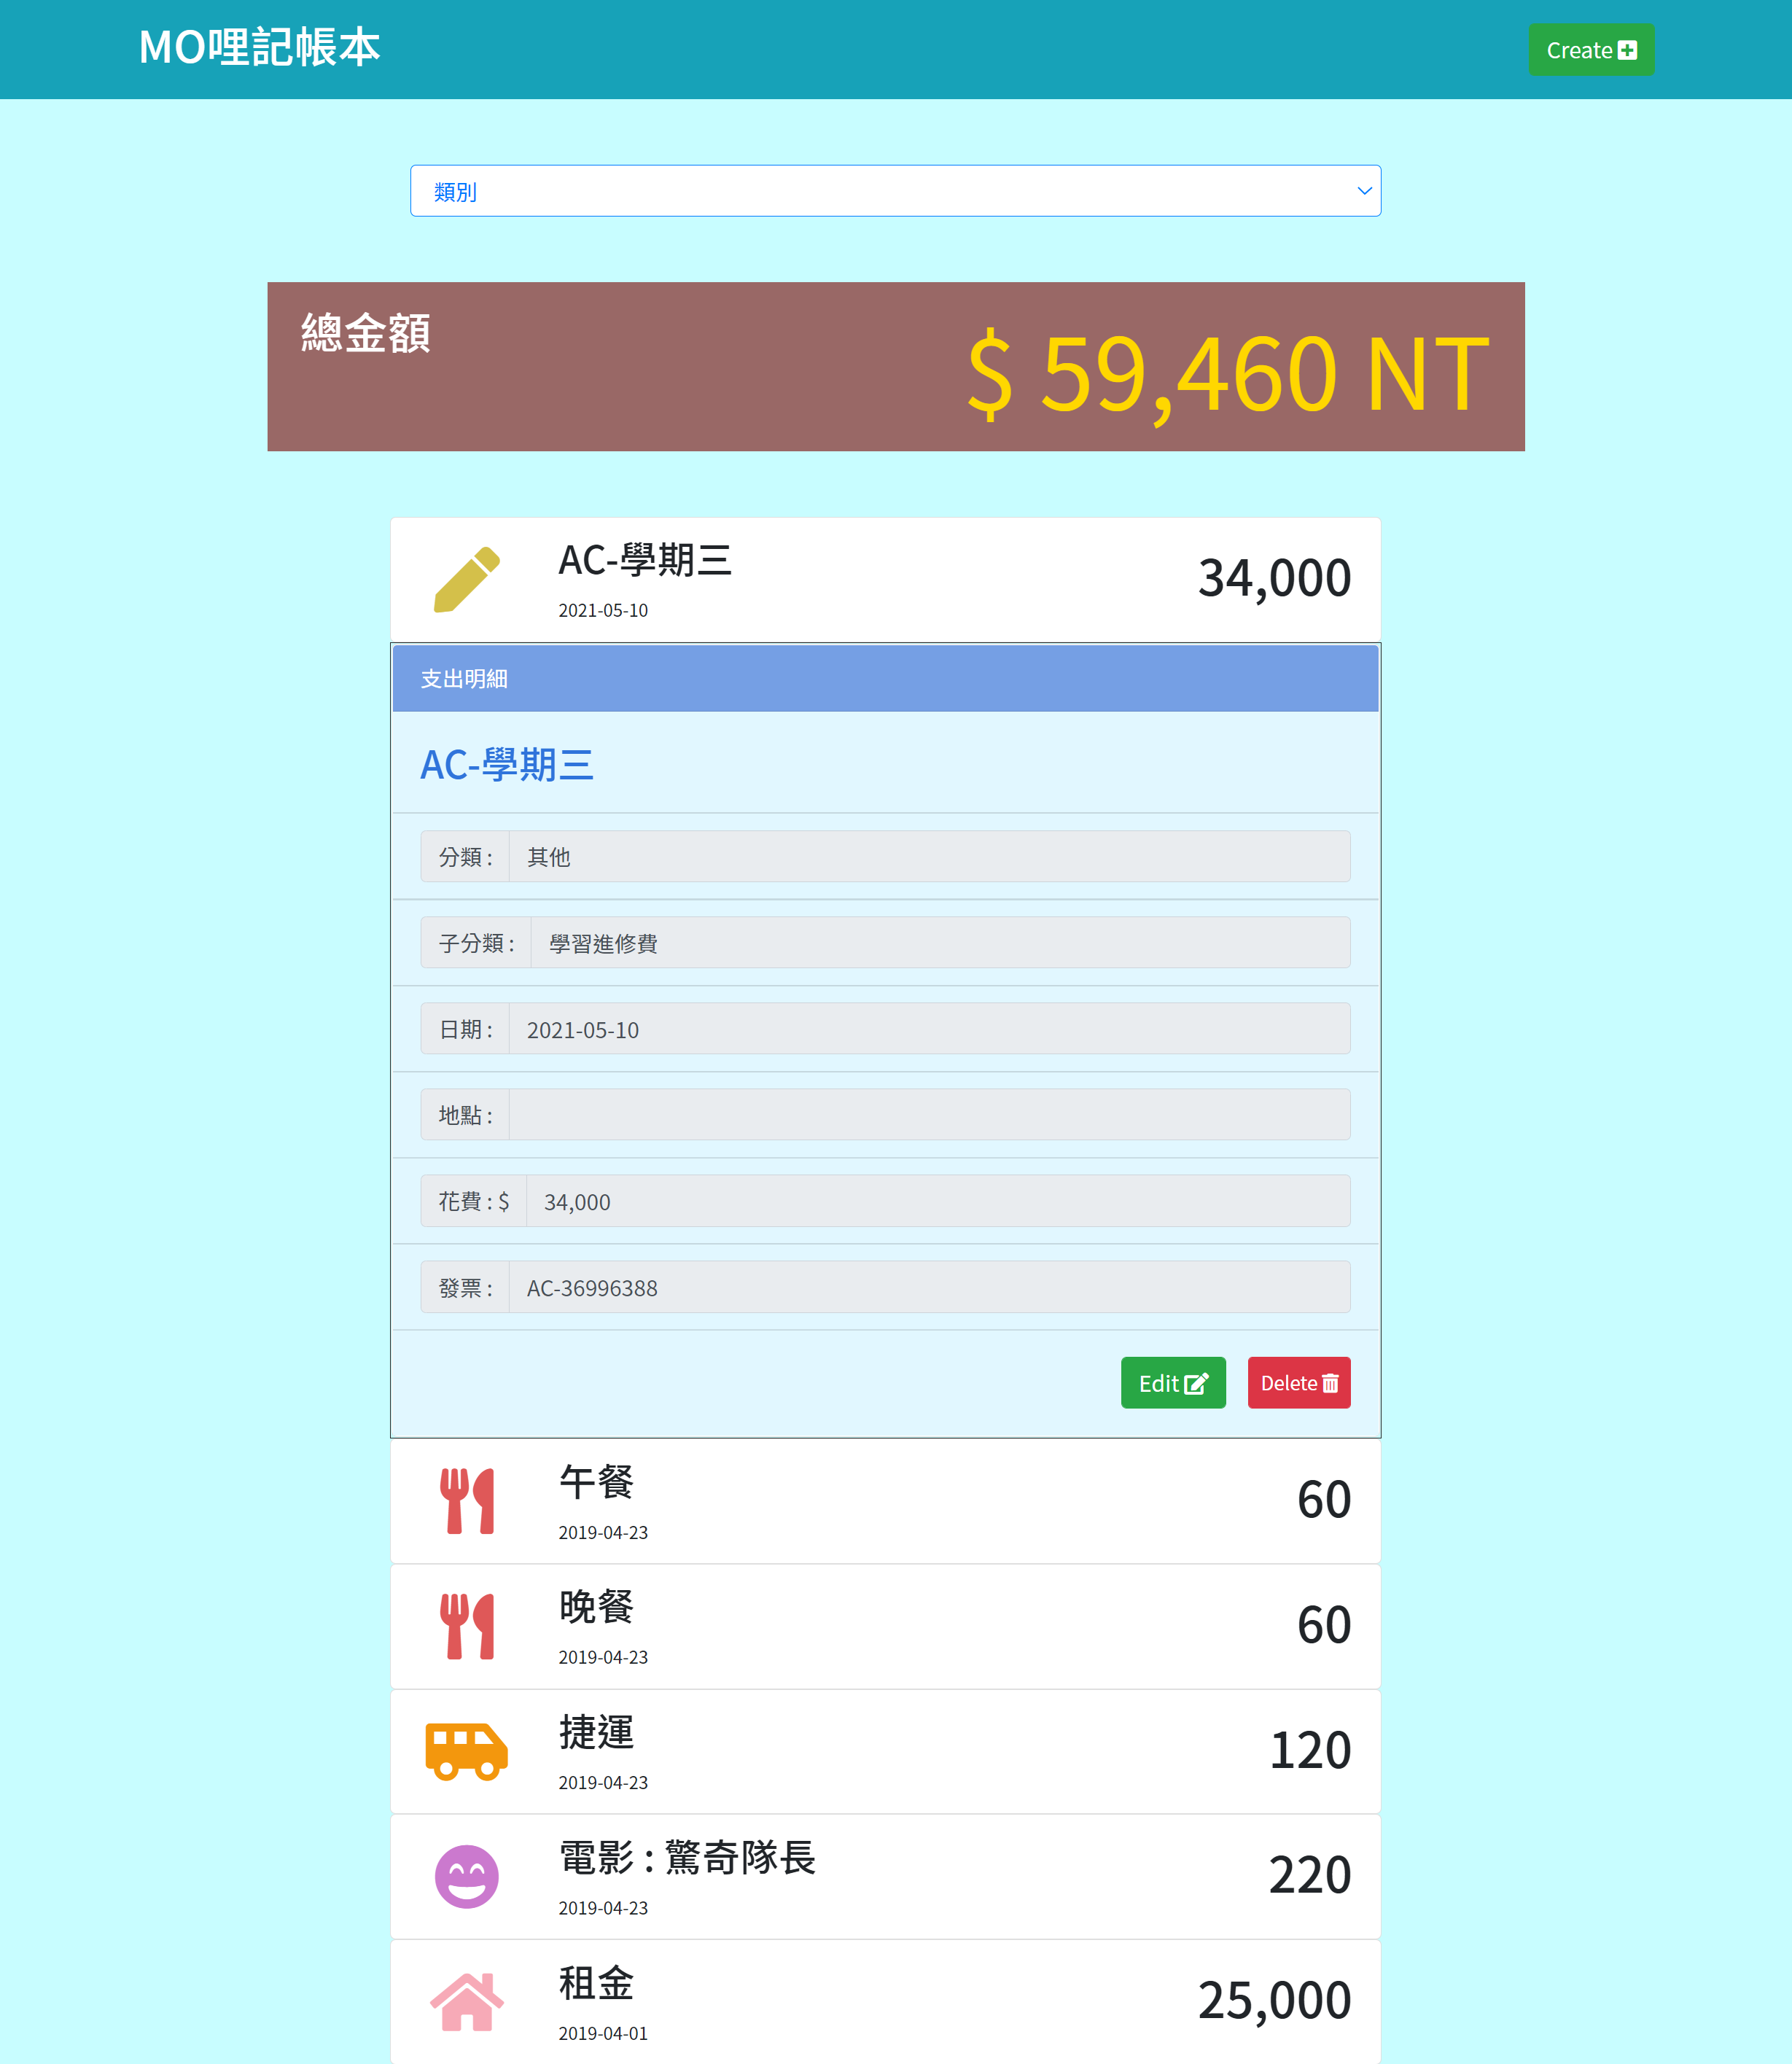 MO哩記帳本
Create
類別
總金額
$ 59,460 NT
AC-學期三
2021-05-10
34,000
支出明細
AC-學期三
分類 : 其他
子分類 : 學習進修費
日期 : 2021-05-10
地點 :
花費 : $ 34,000
發票 : AC-36996388
Edit Delete
午餐
2019-04-23
60
晚餐
2019-04-23
60
捷運
2019-04-23
120
電影 : 驚奇隊長
2019-04-23
220
租金
2019-04-01
25,000